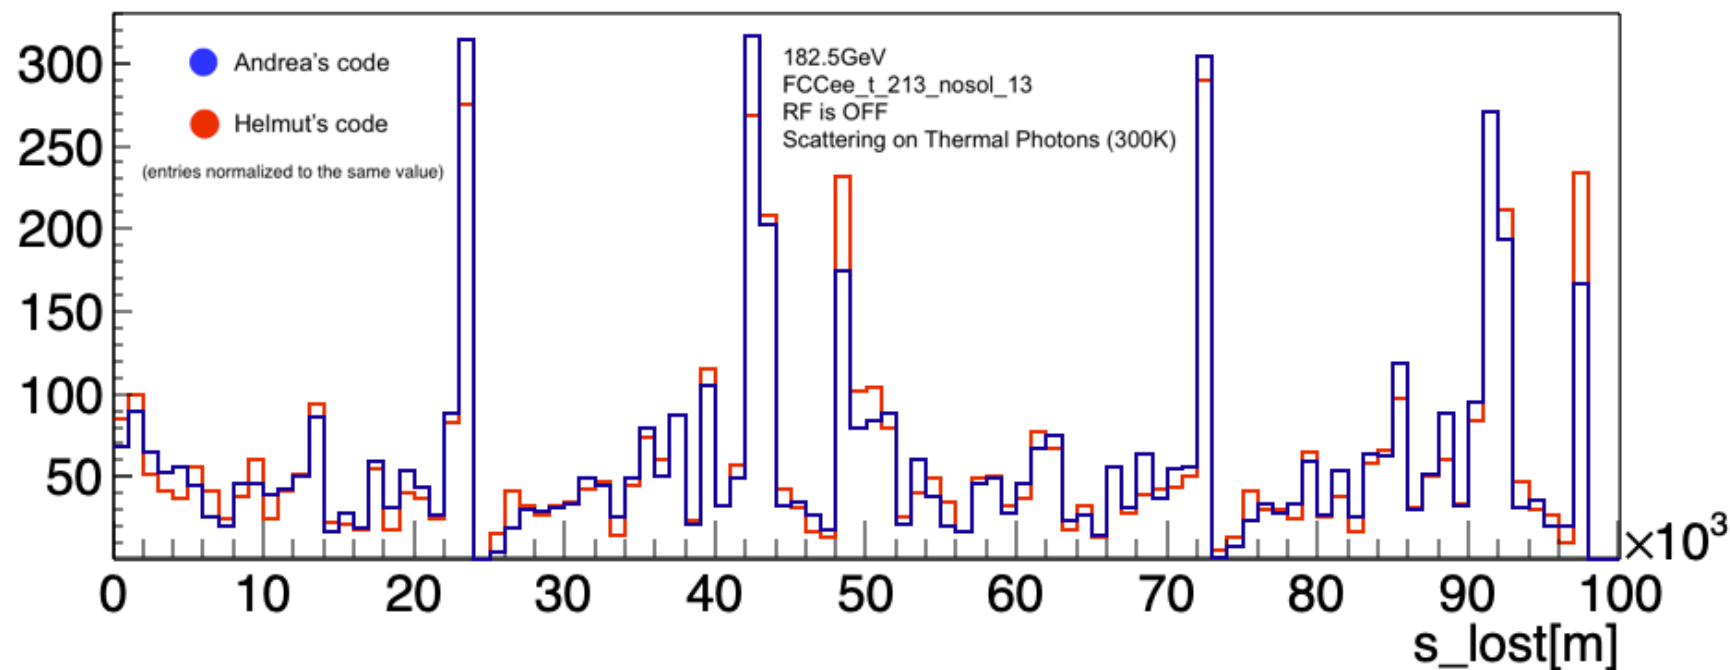 300
250
200
150
100
50
Andrea's code
Helmut's code
(entries normalized to the same value)
182.5GeV
FCCee_t_213_nosol_13
RF is OFF
Scattering on Thermal Photons (300K)
0 10 20 30 40 50 60 70 80 90 100
×10³
s_lost[m]